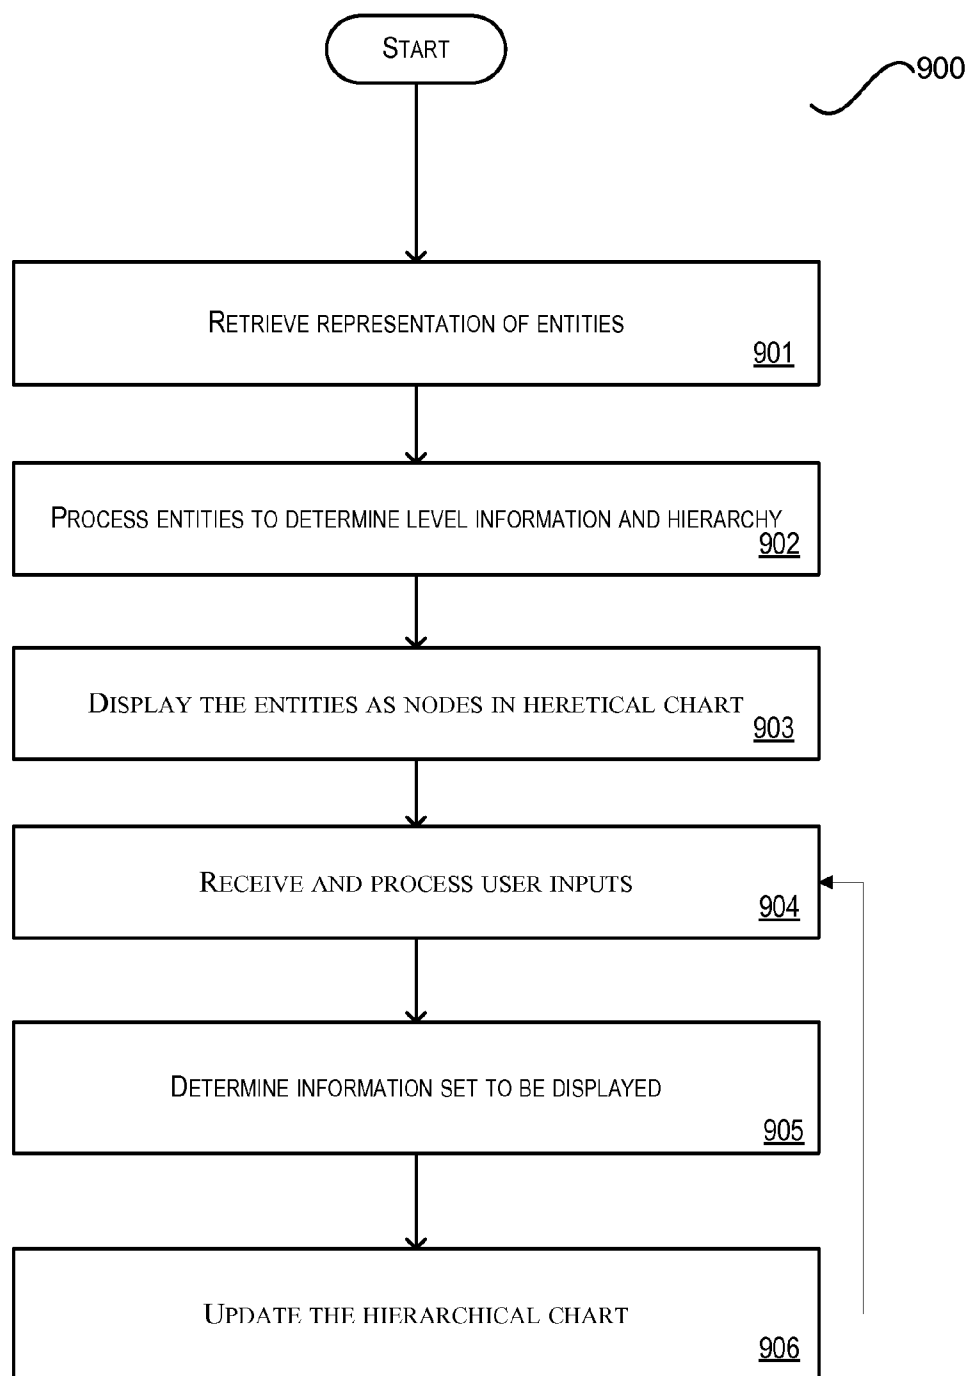 START
900
RETRIEVE REPRESENTATION OF ENTITIES
901
PROCESS ENTITIES TO DETERMINE LEVEL INFORMATION AND HIERARCHY
902
DISPLAY THE ENTITIES AS NODES IN HERETICAL CHART
903
RECEIVE AND PROCESS USER INPUTS
904
DETERMINE INFORMATION SET TO BE DISPLAYED
905
UPDATE THE HIERARCHICAL CHART
906